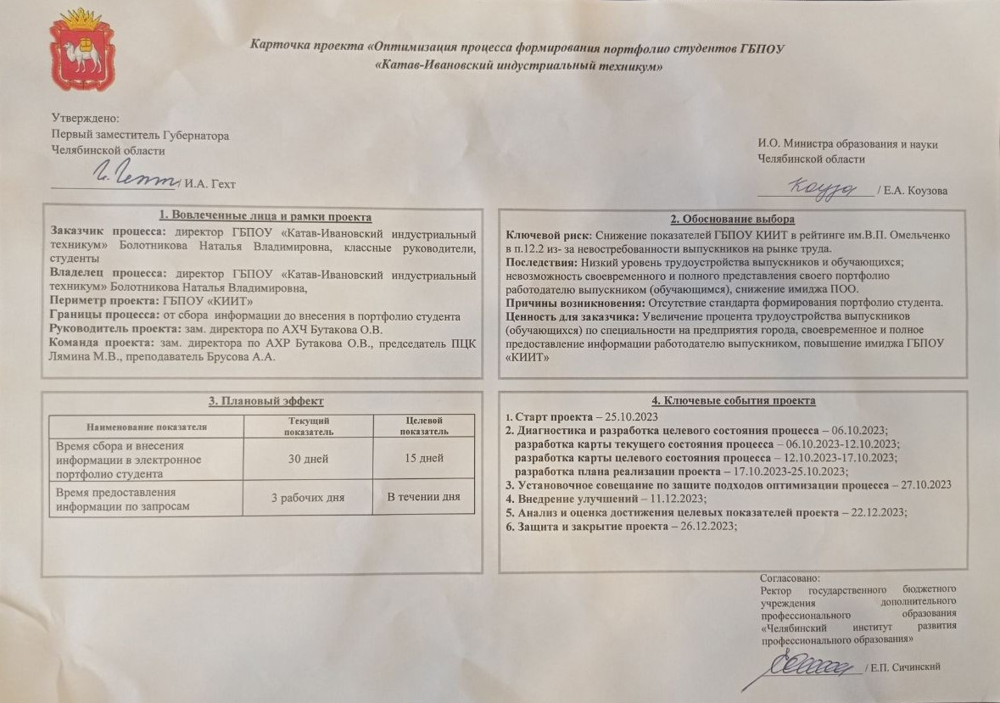 Карточка проекта «Оптимизация процесса формирования портфолио студентов ГБПОУ
«Катав-Ивановский индустриальный техникум»
Утверждено:
Первый заместитель Губернатора
Челябинской области
И. Гехт / И.А. Гехт
И.О. Министра образования и науки
Челябинской области
Коузо / Е.А. Коузова
1. Вовлеченные лица и рамки проекта
Заказчик процесса: директор ГБПОУ «Катав-Ивановский индустриальный
техникум» Болотникова Наталья Владимировна, классные руководители,
студенты
Владелец процесса: директор ГБПОУ «Катав-Ивановский индустриальный
техникум» Болотникова Наталья Владимировна,
Периметр проекта: ГБПОУ «КИИТ»
Границы процесса: от сбора информации до внесения в портфолио студента
Руководитель проекта: зам. директора по АХЧ Бутакова О.В.
Команда проекта: зам. директора по АХР Бутакова О.В., председатель ПЦК
Лямина М.В., преподаватель Брусова А.А.
2. Обоснование выбора
Ключевой риск: Снижение показателей ГБПОУ КИИТ в рейтинге им.В.П. Омельченко
в п.12.2 из- за невостребованности выпускников на рынке труда.
Последствия: Низкий уровень трудоустройства выпускников и обучающихся;
невозможность своевременного и полного представления своего портфолио
работодателю выпускником (обучающимся), снижение имиджа ПОО.
Причины возникновения: Отсутствие стандарта формирования портфолио студента.
Ценность для заказчика: Увеличение процента трудоустройства выпускников
(обучающихся) по специальности на предприятия города, своевременное и полное
предоставление информации работодателю выпускником, повышение имиджа ГБПОУ
«КИИТ»
3. Плановый эффект
Наименование показателя
Текущий
показатель
Целевой
показатель
Время сбора и внесения
информации в электронное
портфолио студента
30 дней
15 дней
Время предоставления
информации по запросам
3 рабочих дня
В течении дня
4. Ключевые события проекта
1. Старт проекта – 25.10.2023
2. Диагностика и разработка целевого состояния процесса – 06.10.2023;
разработка карты текущего состояния процесса – 06.10.2023-12.10.2023;
разработка карты целевого состояния процесса – 12.10.2023-17.10.2023;
разработка плана реализации проекта – 17.10.2023-25.10.2023;
3. Установочное совещание по защите подходов оптимизации процесса – 27.10.2023
4. Внедрение улучшений – 11.12.2023;
5. Анализ и оценка достижения целевых показателей проекта – 22.12.2023;
6. Защита и закрытие проекта – 26.12.2023;
Согласовано:
Ректор государственного бюджетного
учреждения дополнительного
профессионального образования
«Челябинский институт развития
профессионального образования»
/ Е.П. Сичинский